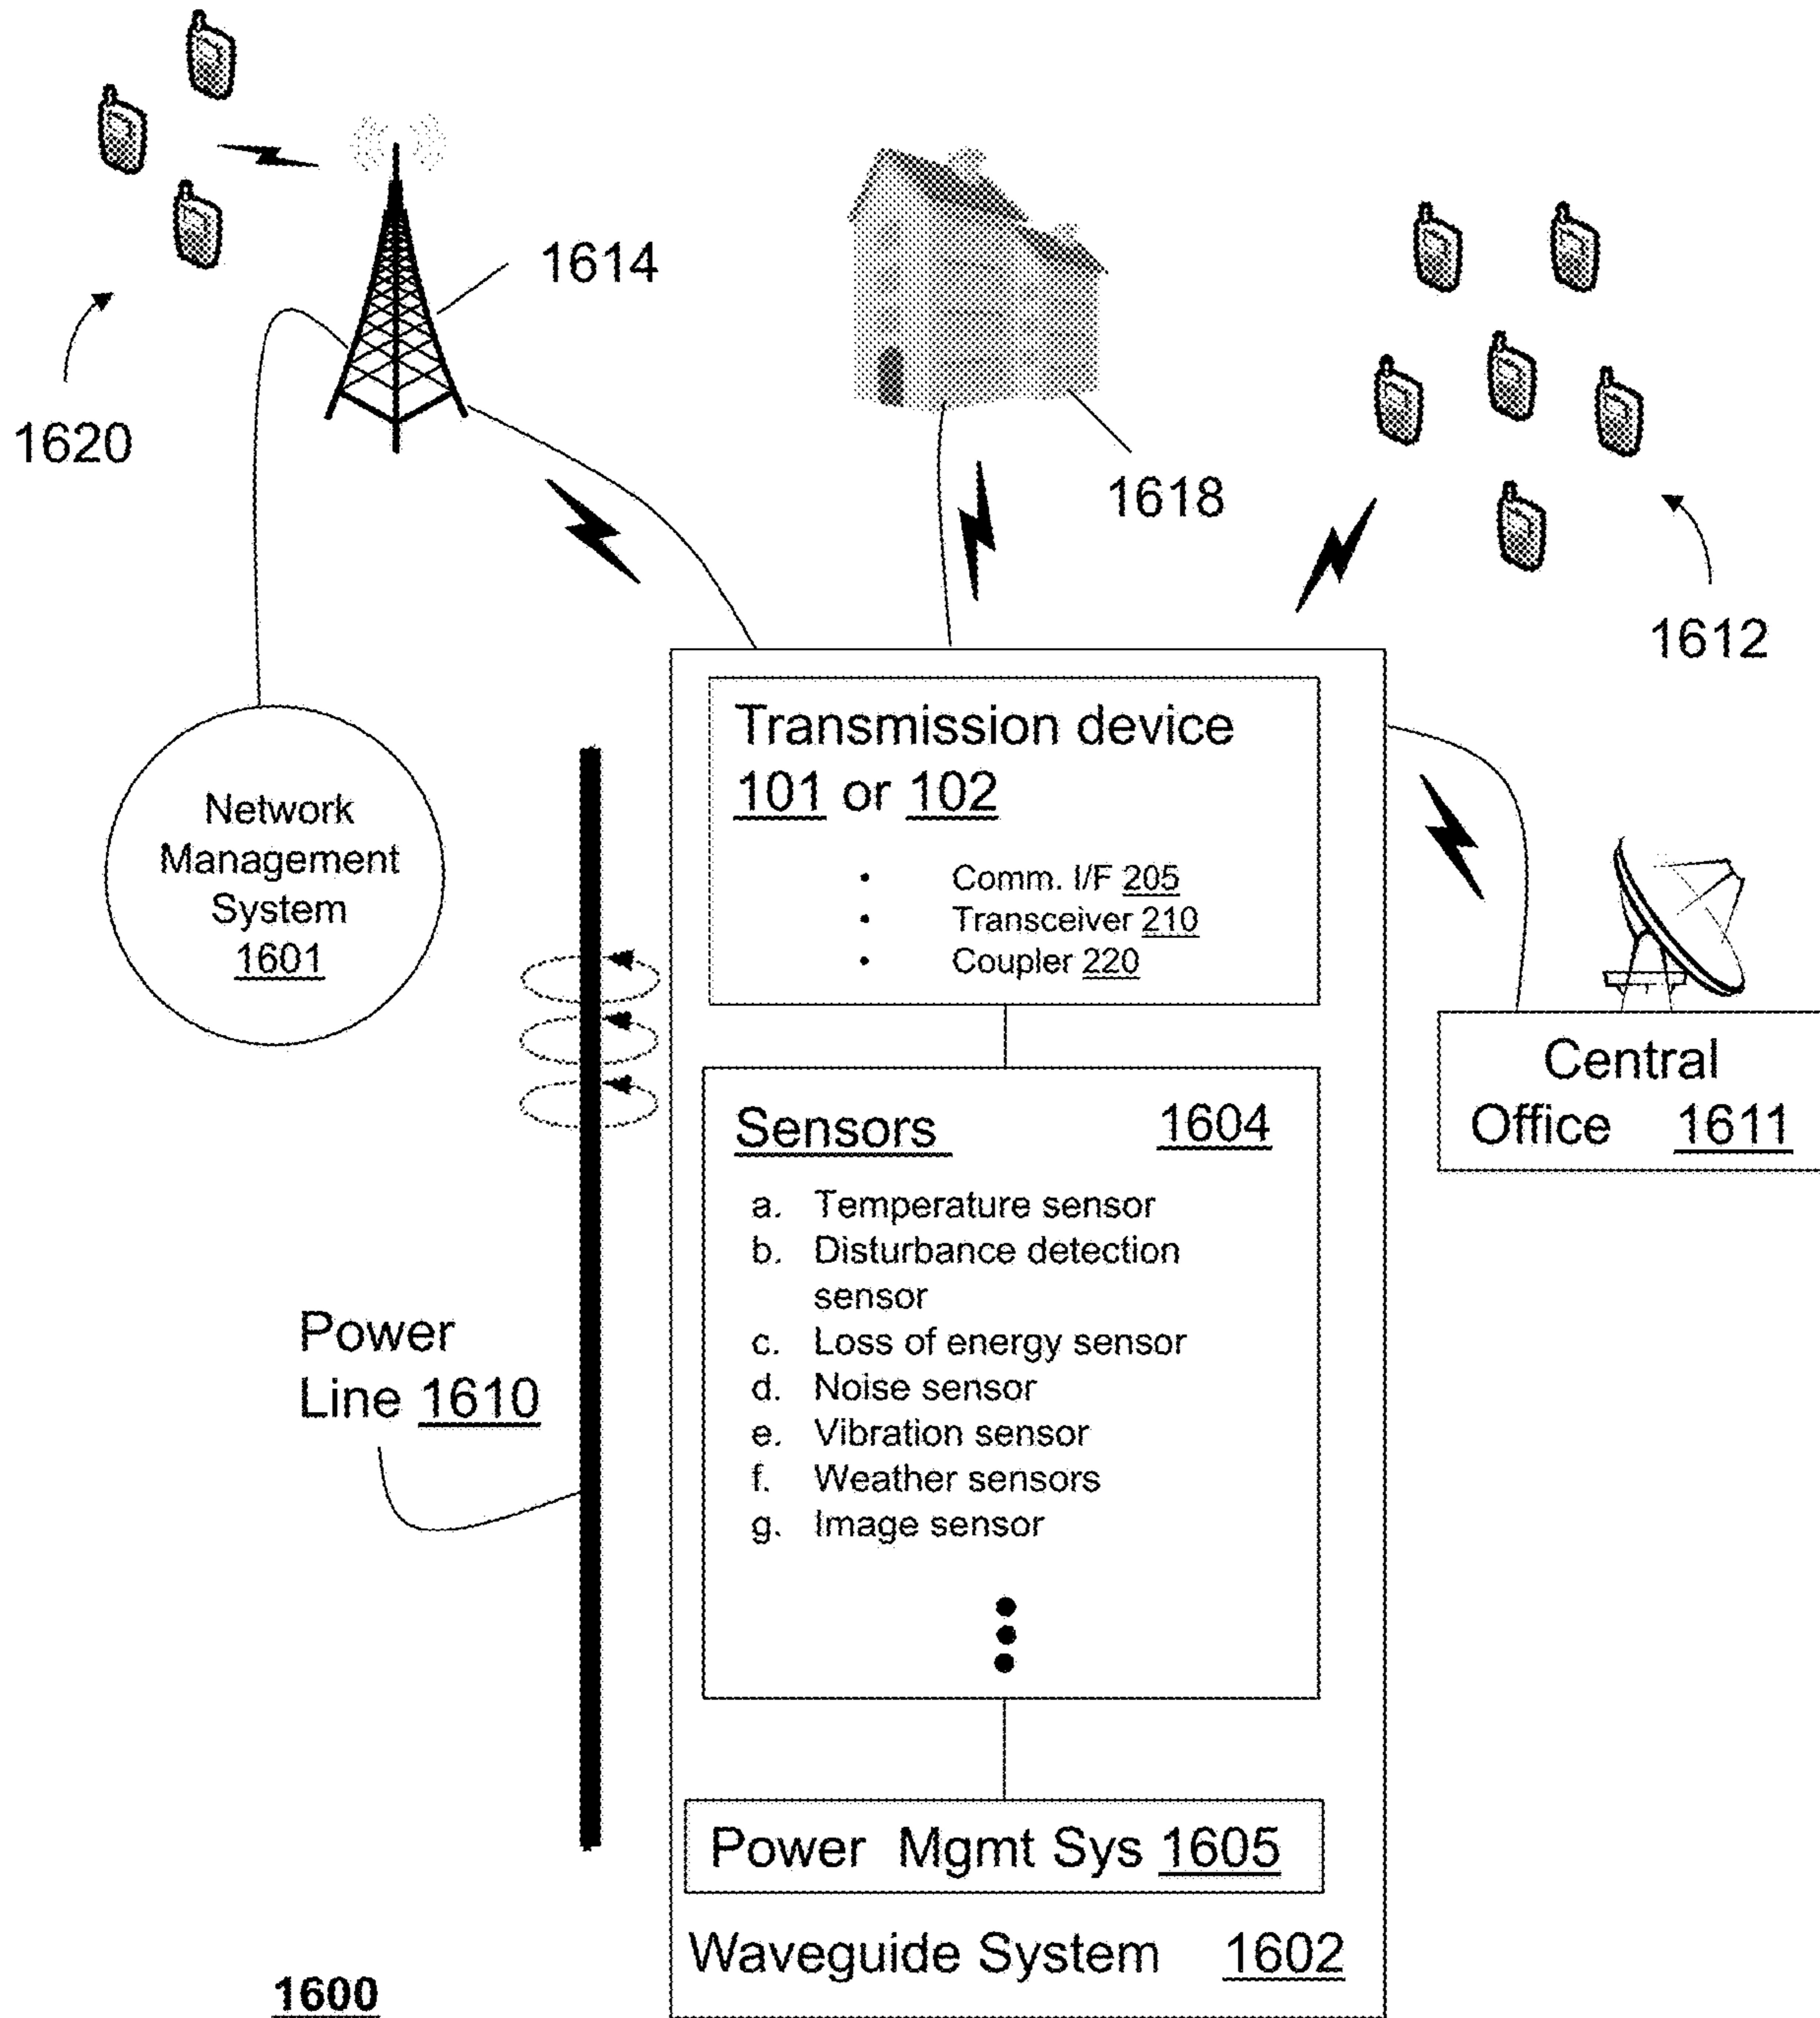 1614
1620
1618
1612
Network
Management
System
1601
Transmission device
101 or 102
• Comm. I/F 205
• Transceiver 210
• Coupler 220
Central
Office 1611
Sensors 1604
a. Temperature sensor
b. Disturbance detection
sensor
c. Loss of energy sensor
d. Noise sensor
e. Vibration sensor
f. Weather sensors
g. Image sensor
Power
Line 1610
Power Mgmt Sys 1605
Waveguide System 1602
1600